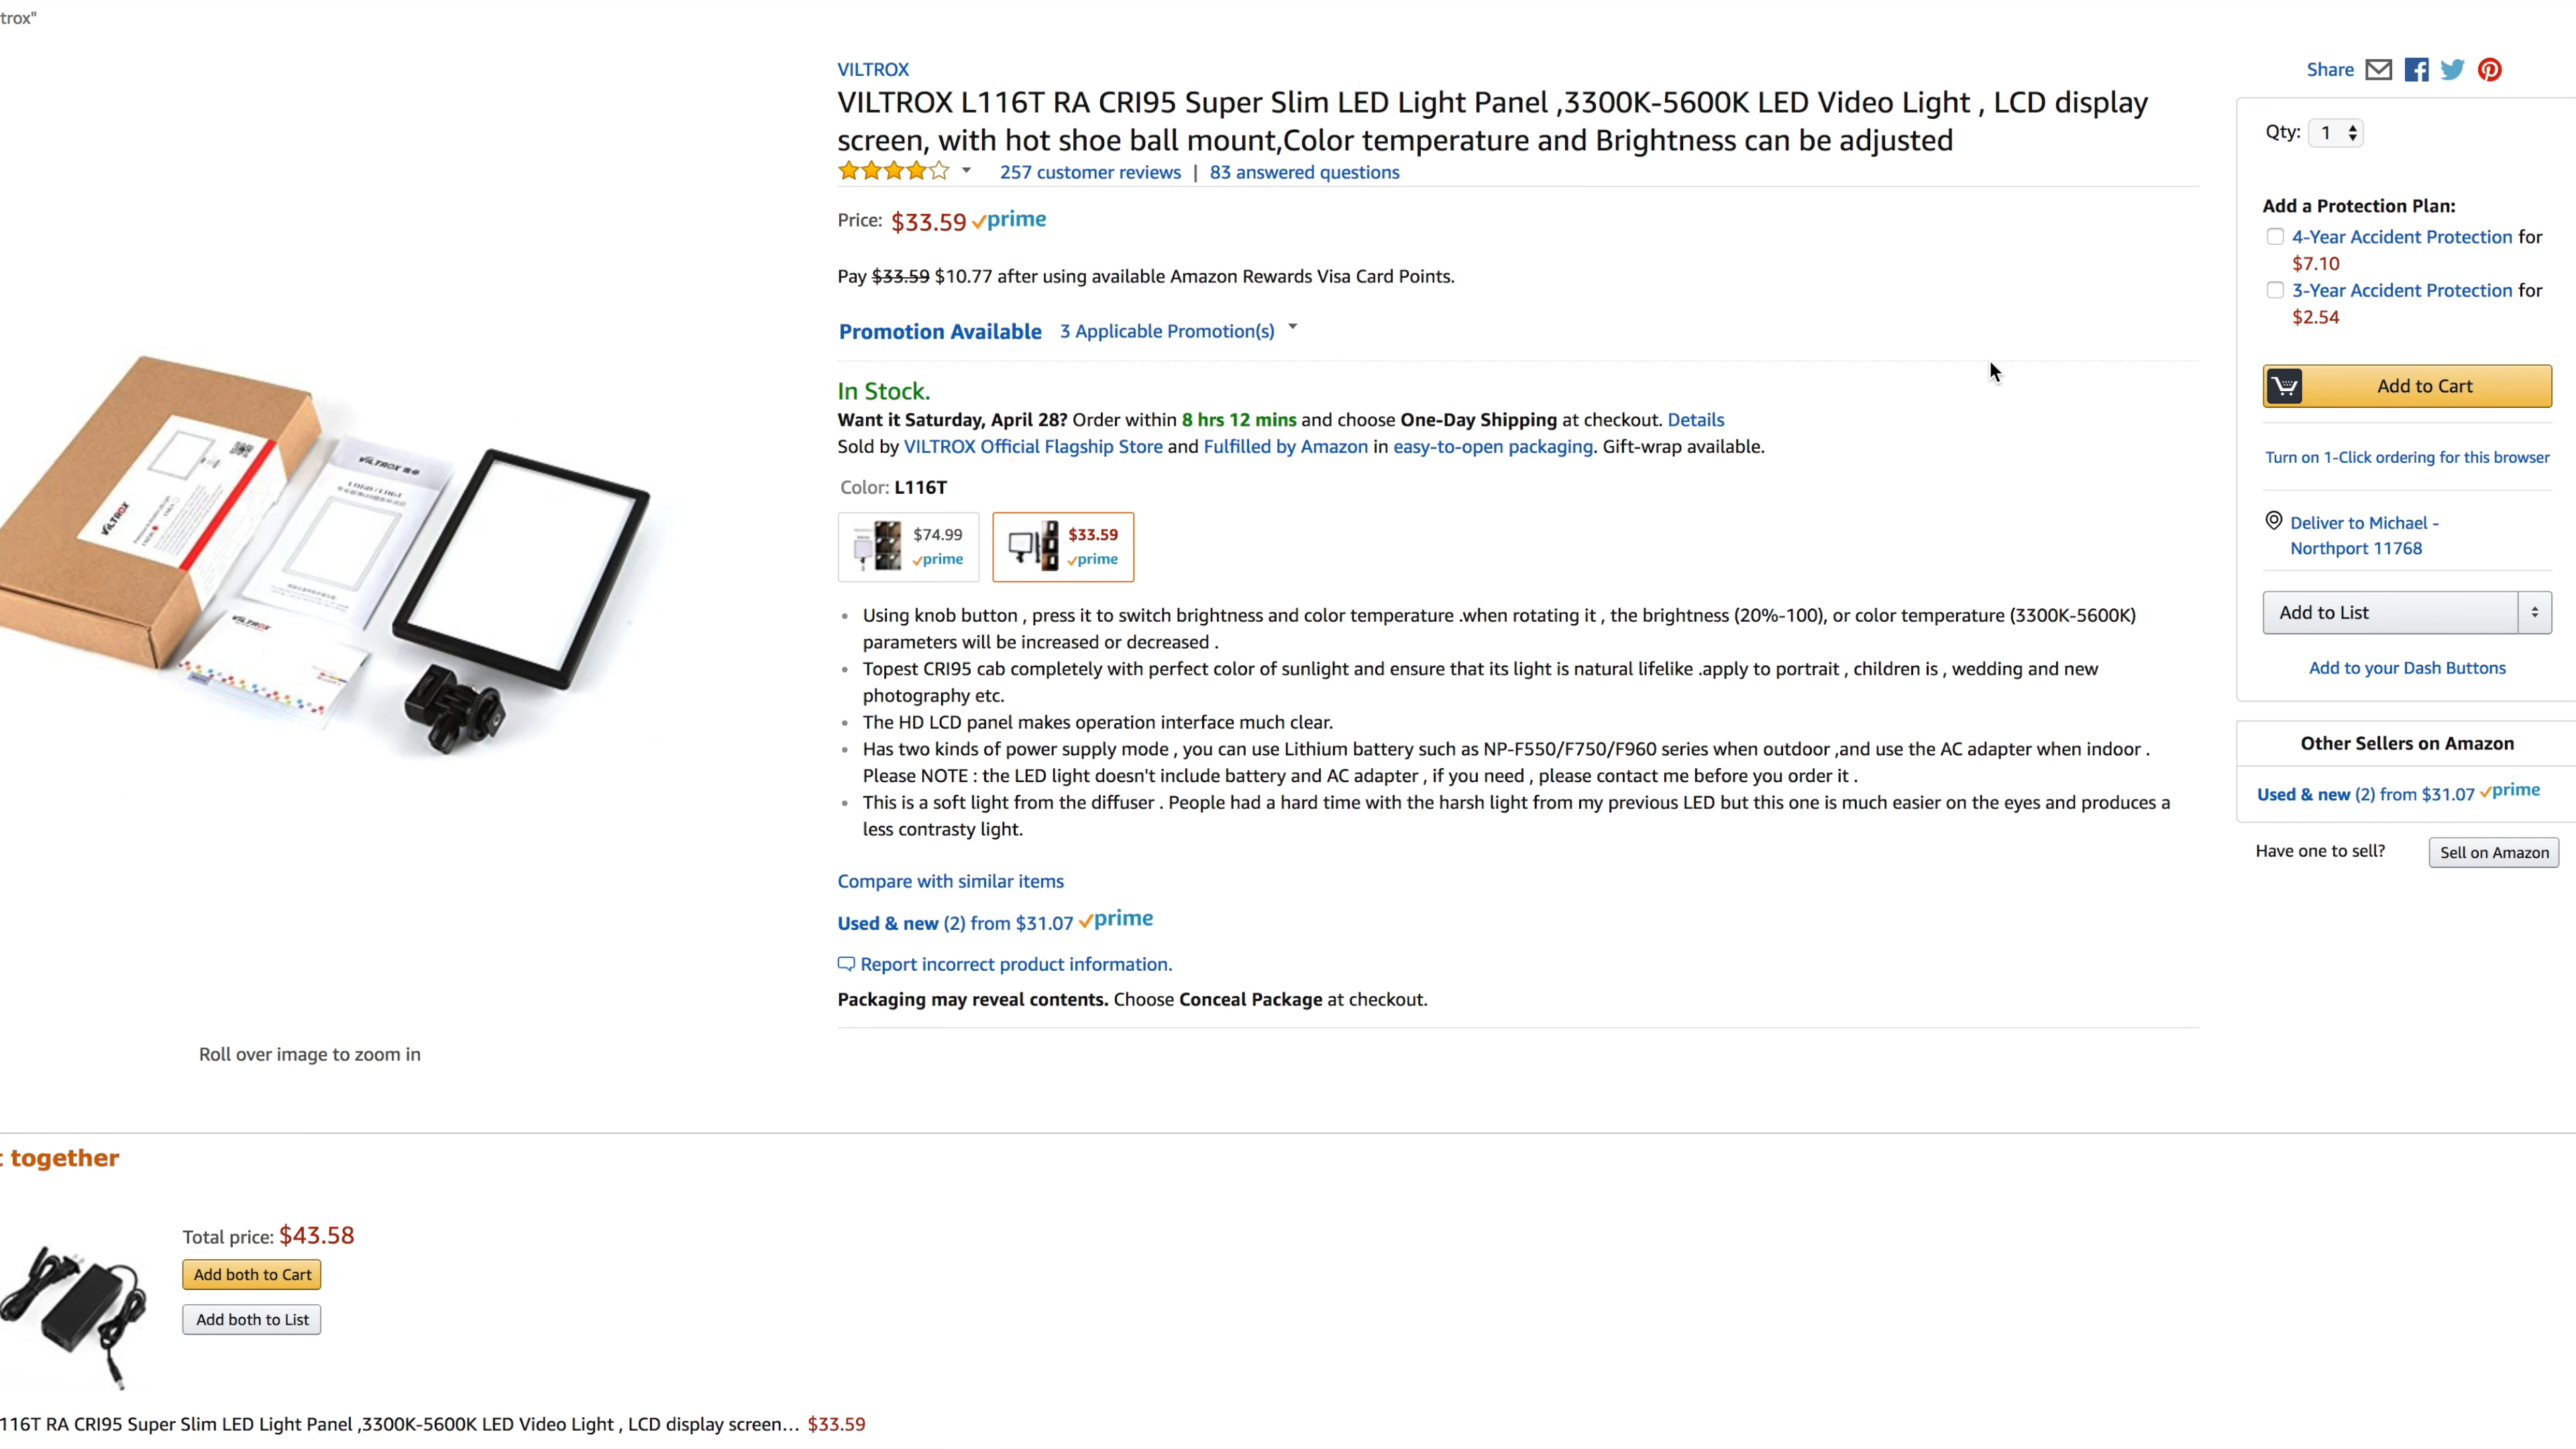 trox"
VILTROX
VILTROX L116T RA CRI95 Super Slim LED Light Panel ,3300K-5600K LED Video Light , LCD display
screen, with hot shoe ball mount,Color temperature and Brightness can be adjusted
257 customer reviews | 83 answered questions
Price: $33.59 prime
Pay $33.59 $10.77 after using available Amazon Rewards Visa Card Points.
Promotion Available 3 Applicable Promotion(s)
In Stock.
Want it Saturday, April 28? Order within 8 hrs 12 mins and choose One-Day Shipping at checkout. Details
Sold by VILTROX Official Flagship Store and Fulfilled by Amazon in easy-to-open packaging. Gift-wrap available.
Color: L116T
$74.99 $33.59
prime prime
Using knob button , press it to switch brightness and color temperature .when rotating it , the brightness (20%-100), or color temperature (3300K-5600K)
parameters will be increased or decreased .
Topest CRI95 cab completely with perfect color of sunlight and ensure that its light is natural lifelike .apply to portrait , children is , wedding and new
photography etc.
The HD LCD panel makes operation interface much clear.
Has two kinds of power supply mode , you can use Lithium battery such as NP-F550/F750/F960 series when outdoor ,and use the AC adapter when indoor .
Please NOTE : the LED light doesn't include battery and AC adapter , if you need , please contact me before you order it .
This is a soft light from the diffuser . People had a hard time with the harsh light from my previous LED but this one is much easier on the eyes and produces a
less contrasty light.
Compare with similar items
Used & new (2) from $31.07 prime
Report incorrect product information.
Packaging may reveal contents. Choose Conceal Package at checkout.
Share
Qty: 1
Add a Protection Plan:
4-Year Accident Protection for
$7.10
3-Year Accident Protection for
$2.54
Add to Cart
Turn on 1-Click ordering for this browser
Deliver to Michael -
Northport 11768
Add to List
Add to your Dash Buttons
Other Sellers on Amazon
Used & new (2) from $31.07 prime
Have one to sell? Sell on Amazon
VILTROX
VILTROX
VILTROX
Roll over image to zoom in
together
Total price: $43.58
Add both to Cart
Add both to List
116T RA CRI95 Super Slim LED Light Panel ,3300K-5600K LED Video Light , LCD display screen... $33.59